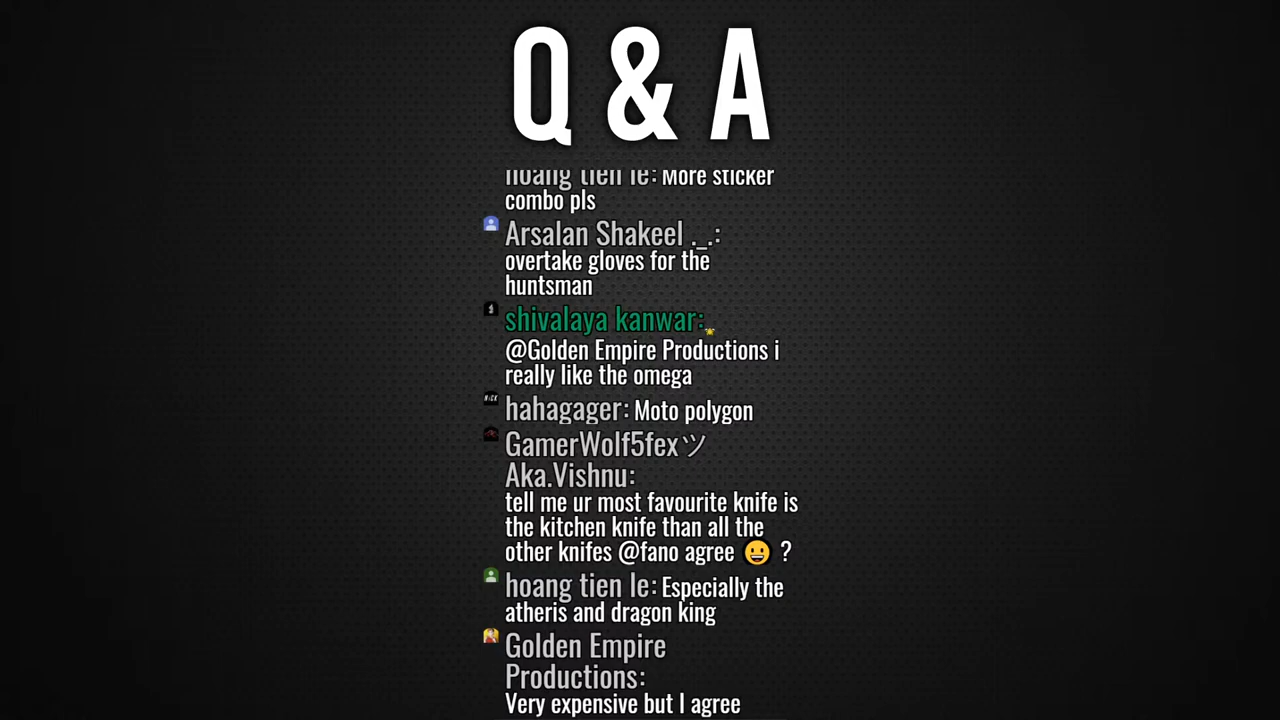 Q & A
hoang tien le: More sticker
combo pls
Arsalan Shakeel ._.:
overtake gloves for the
huntsman
shivalaya kanwar:
@Golden Empire Productions i
really like the omega
hahagager: Moto polygon
GamerWolf5fexツ
Aka.Vishnu:
tell me ur most favourite knife is
the kitchen knife than all the
other knifes @fano agree 😀 ?
hoang tien le: Especially the
atheris and dragon king
Golden Empire
Productions:
Very expensive but I agree